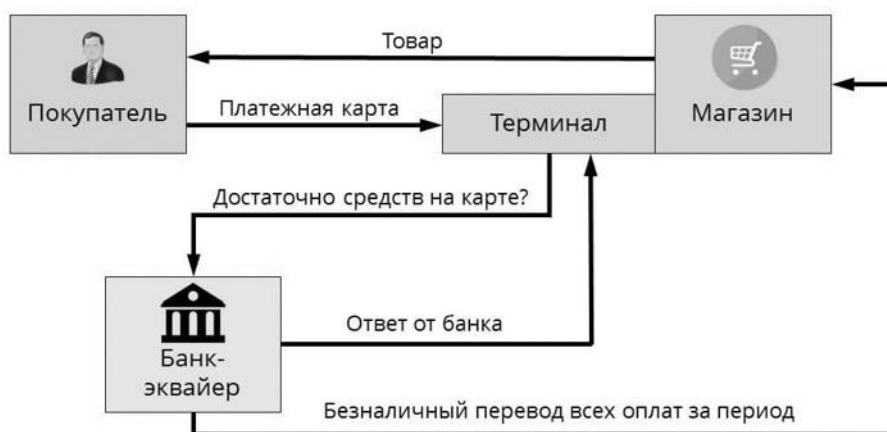 Товар
Покупатель
Платежная карта
Терминал
Магазин
Достаточно средств на карте?
Ответ от банка
Банк-
эквайер
Безналичный перевод всех оплат за период